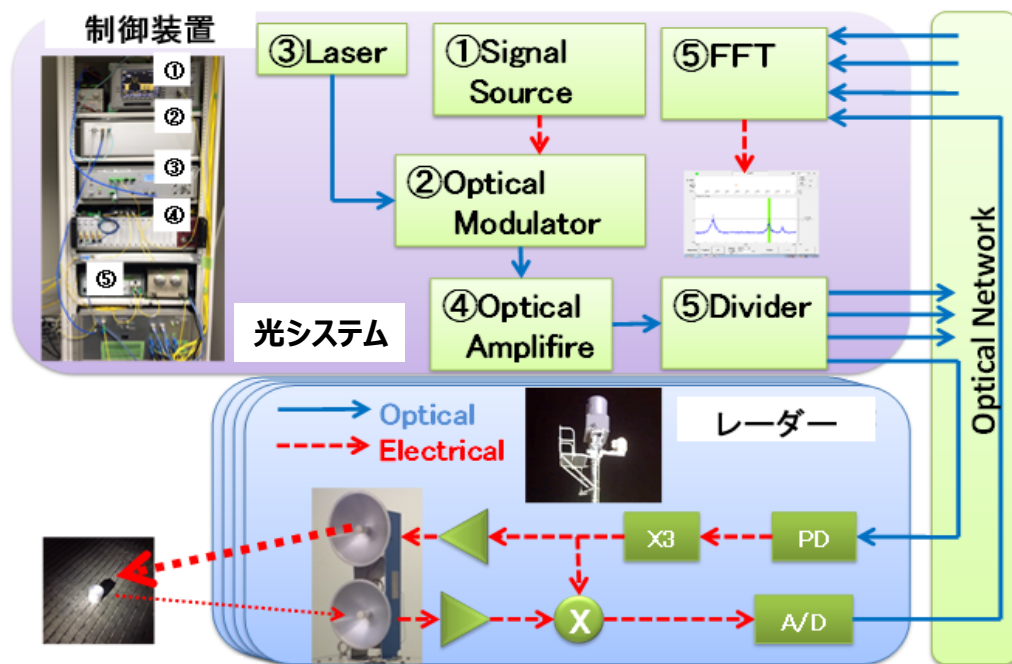 制御装置
①
②
③
④
⑤
③Laser
①Signal
Source
⑤FFT
②Optical
Modulator
④Optical
Amplifire
⑤Divider
光システム
Optical Network
Optical
Electrical
レーダー
X3
PD
X
A/D